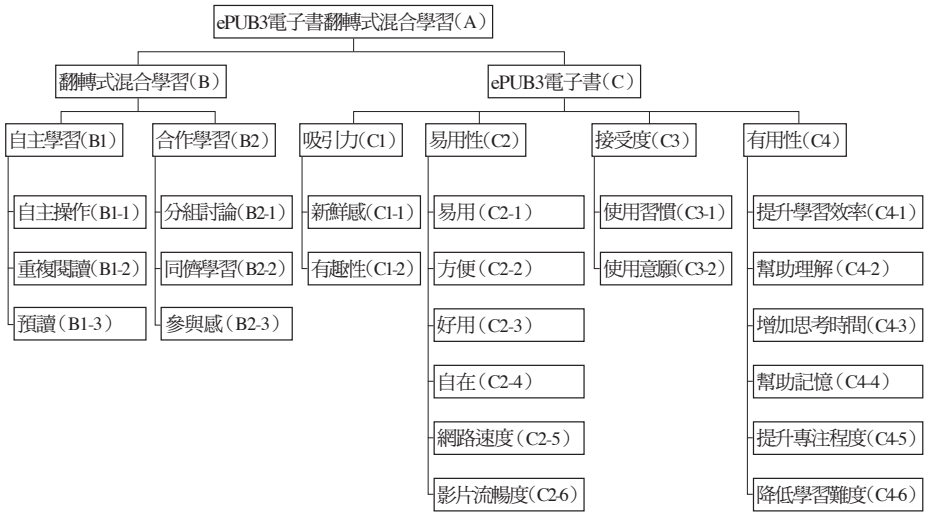 ePUB3電子書翻轉式混合學習(A)
翻轉式混合學習(B)
ePUB3電子書(C)
自主學習(B1)
合作學習(B2)
吸引力(C1)
易用性(C2)
接受度(C3)
有用性(C4)
自主操作(B1-1)
分組討論(B2-1)
新鮮感(C1-1)
易用(C2-1)
使用習慣(C3-1)
提升學習效率(C4-1)
重複閱讀(B1-2)
同儕學習(B2-2)
有趣性(C1-2)
方便(C2-2)
使用意願(C3-2)
幫助理解(C4-2)
預讀(B1-3)
參與感(B2-3)
好用(C2-3)
增加思考時間(C4-3)
自在(C2-4)
幫助記憶(C4-4)
網路速度(C2-5)
提升專注程度(C4-5)
影片流暢度(C2-6)
降低學習難度(C4-6)